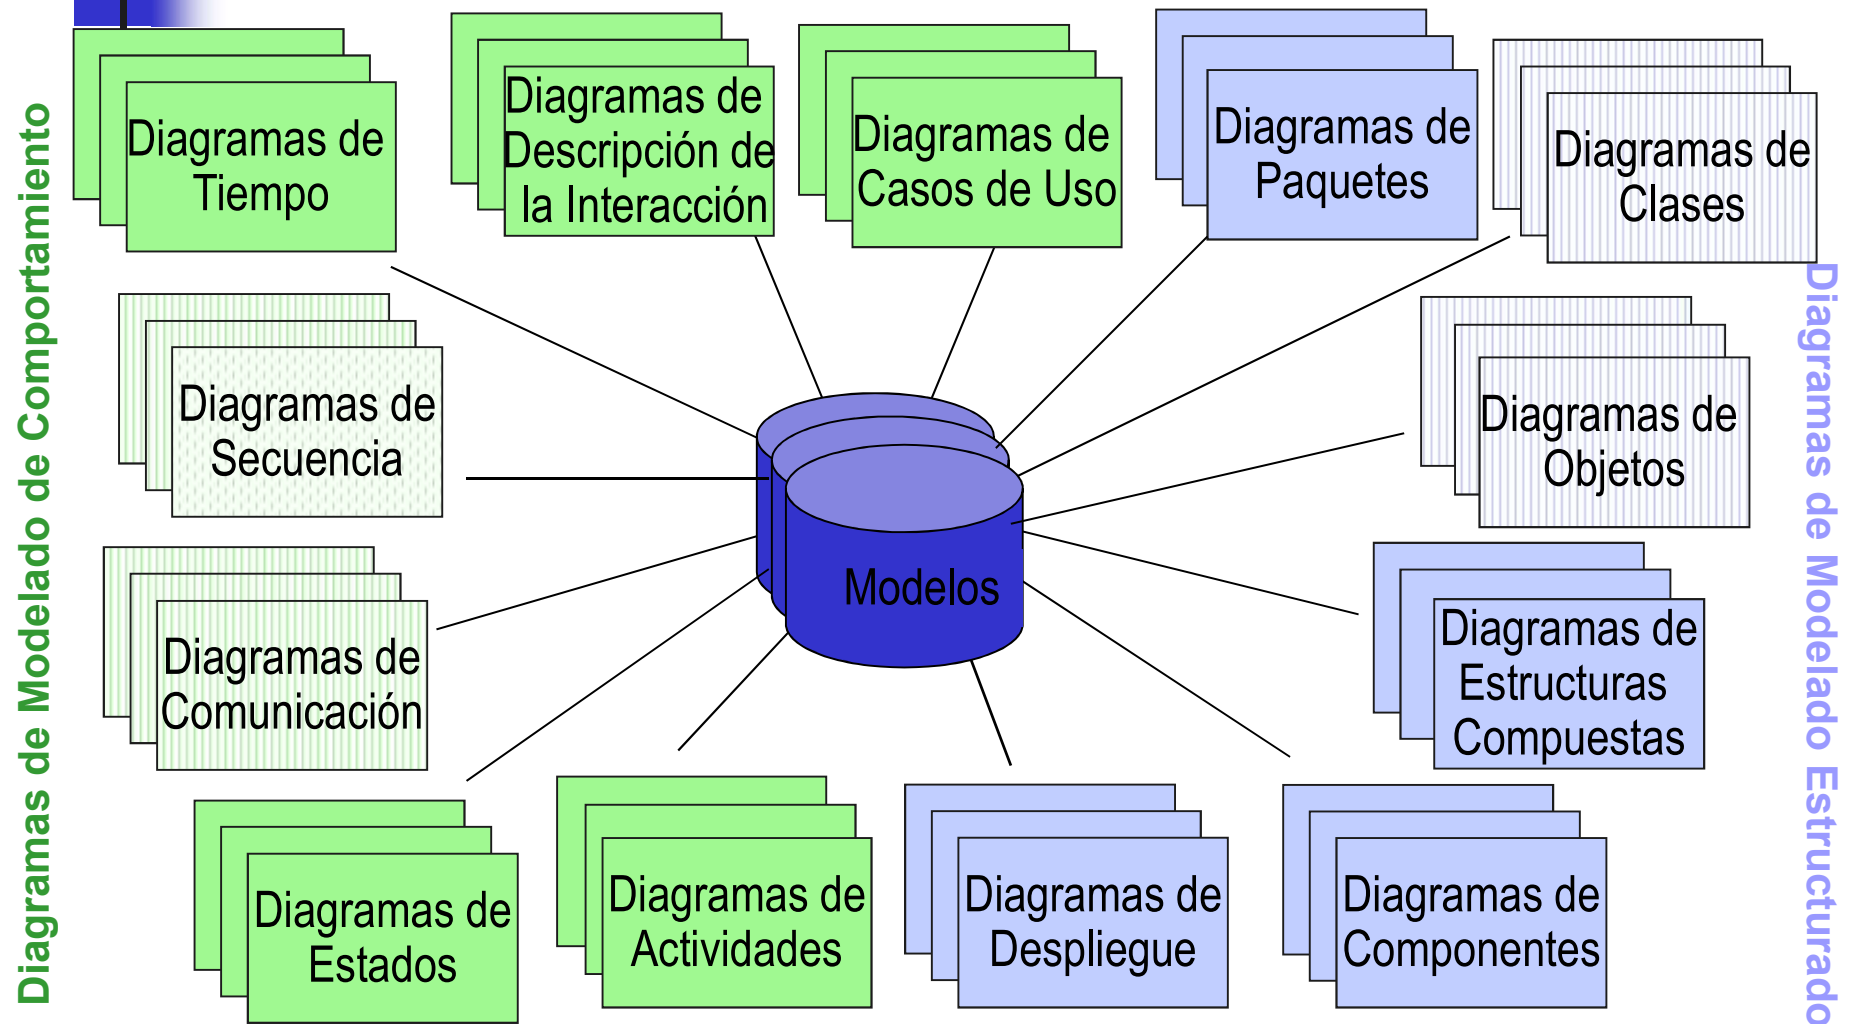 Diagramas de Modelado de Comportamiento
Diagramas de
Tiempo
Diagramas de
Descripción de
la Interacción
Diagramas de
Casos de Uso
Diagramas de
Paquetes
Diagramas de
Clases
Diagramas de
Secuencia
Diagramas de
Objetos
Modelos
Diagramas de
Comunicación
Diagramas de
Estructuras
Compuestas
Diagramas de
Estados
Diagramas de
Actividades
Diagramas de
Despliegue
Diagramas de
Componentes
Diagramas de Modelado Estructurado